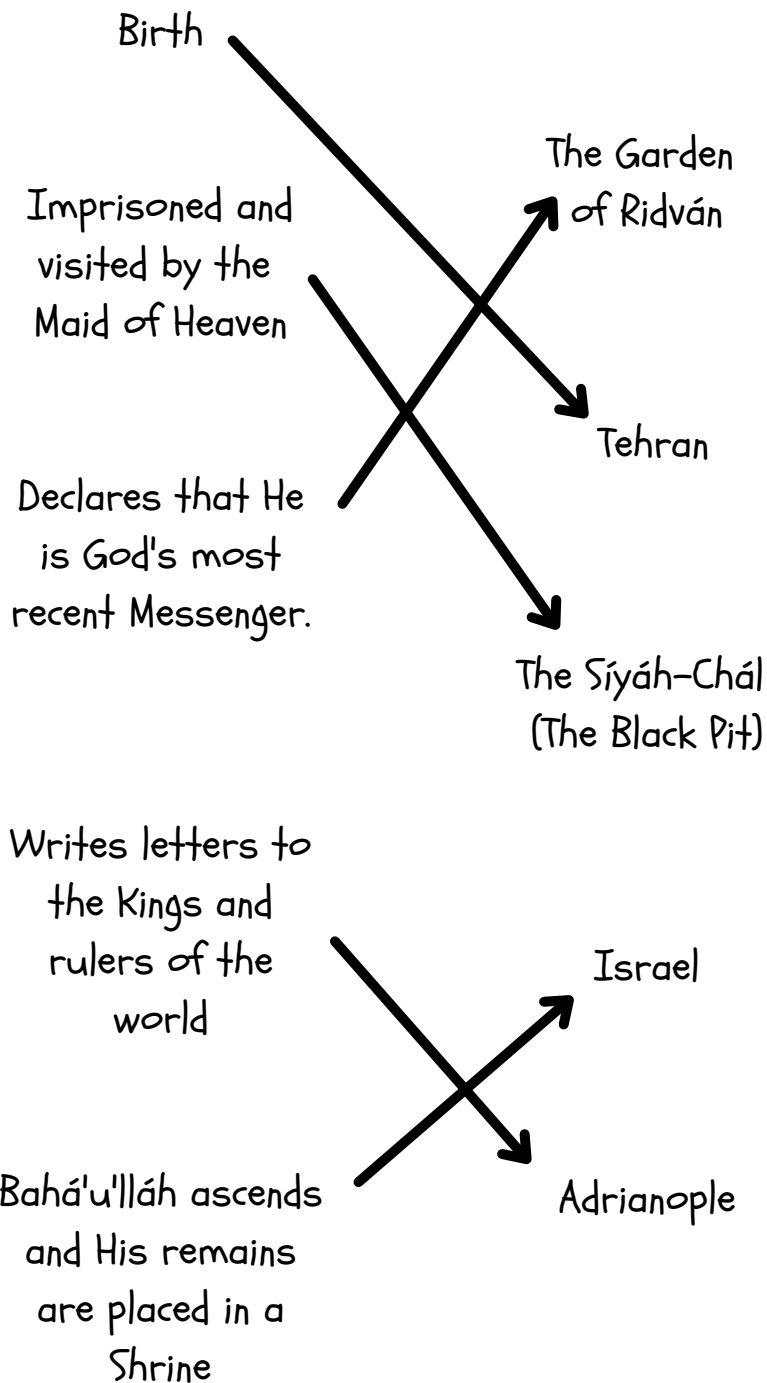 Birth
Imprisoned and
visited by the
Maid of Heaven
Declares that He
is God's most
recent Messenger.
Writes letters to
the Kings and
rulers of the
world
Bahá'u'lláh ascends
and His remains
are placed in a
Shrine
The Garden
of Ridván
Tehran
The Síyáh-Chál
(The Black Pit)
Israel
Adrianople